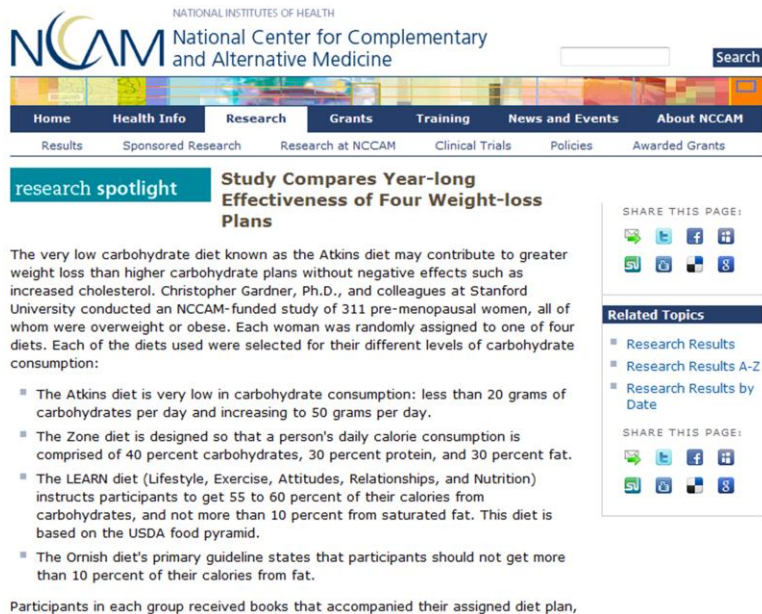 NATIONAL INSTITUTES OF HEALTH
NCCAM
National Center for Complementary
and Alternative Medicine
Search
Home Health Info Research Grants Training News and Events About NCCAM
Results Sponsored Research Research at NCCAM Clinical Trials Policies Awarded Grants
research spotlight
Study Compares Year-long
Effectiveness of Four Weight-loss
Plans
The very low carbohydrate diet known as the Atkins diet may contribute to greater
weight loss than higher carbohydrate plans without negative effects such as
increased cholesterol. Christopher Gardner, Ph.D., and colleagues at Stanford
University conducted an NCCAM-funded study of 311 pre-menopausal women, all of
whom were overweight or obese. Each woman was randomly assigned to one of four
diets. Each of the diets used were selected for their different levels of carbohydrate
consumption:
The Atkins diet is very low in carbohydrate consumption: less than 20 grams of
carbohydrates per day and increasing to 50 grams per day.
The Zone diet is designed so that a person's daily calorie consumption is
comprised of 40 percent carbohydrates, 30 percent protein, and 30 percent fat.
The LEARN diet (Lifestyle, Exercise, Attitudes, Relationships, and Nutrition)
instructs participants to get 55 to 60 percent of their calories from
carbohydrates, and not more than 10 percent from saturated fat. This diet is
based on the USDA food pyramid.
The Ornish diet's primary guideline states that participants should not get more
than 10 percent of their calories from fat.
Participants in each group received books that accompanied their assigned diet plan,
SHARE THIS PAGE:
Related Topics
Research Results
Research Results A-Z
Research Results by
Date
SHARE THIS PAGE: